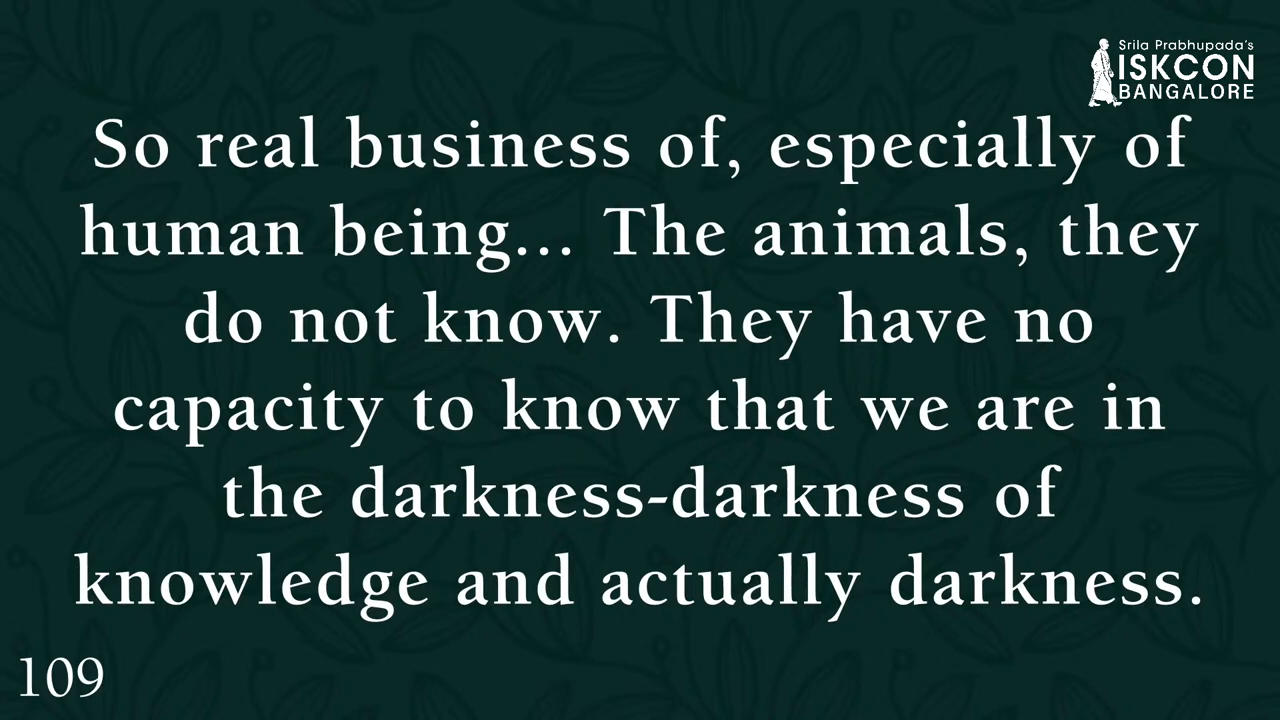 Srila Prabhupada's
ISKCON
BANGALORE
So real business of, especially of
human being... The animals, they
do not know. They have no
capacity to know that we are in
the darkness-darkness of
knowledge and actually darkness.
109